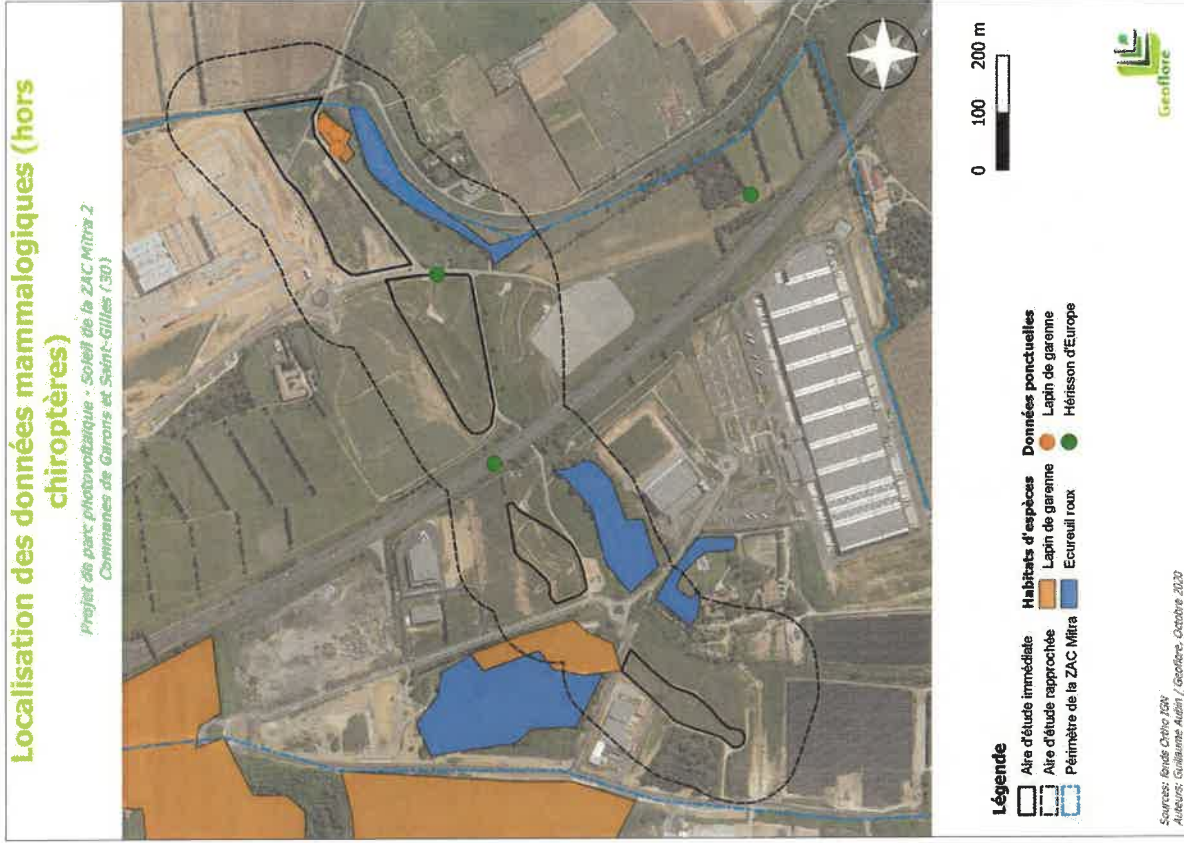 Localisation des données mammalogiques (hors
chiroptères)
Projet de parc photovoltaïque - Soleil de la ZAC Mitra 2
Communes de Garons et Saint-Gilles (30)
0 100 200 m
Légende
Aire d'étude immédiate
Aire d'étude rapprochée
Périmètre de la ZAC Mitra
Habitats d'espèces
Lapin de garenne
Ecureuil roux
Données ponctuelles
Lapin de garenne
Hérisson d'Europe
Sources: fonds Ortho IGN
Auteurs: Guillaume Aubin / Geoflore, Octobre 2020
Geoflore